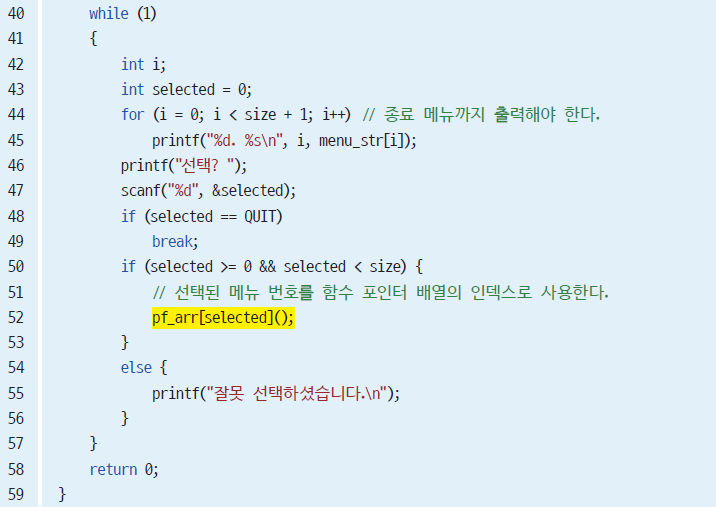 40 while (1)
41 {
42 int i;
43 int selected = 0;
44 for (i = 0; i < size + 1; i++) // 종료 메뉴까지 출력해야 한다.
45 printf("%d. %s\n", i, menu_str[i]);
46 printf("선택? ");
47 scanf("%d", &selected);
48 if (selected == QUIT)
49 break;
50 if (selected >= 0 && selected < size) {
51 // 선택된 메뉴 번호를 함수 포인터 배열의 인덱스로 사용한다.
52 pf_arr[selected]();
53 }
54 else {
55 printf("잘못 선택하셨습니다.\n");
56 }
57 }
58 return 0;
59 }